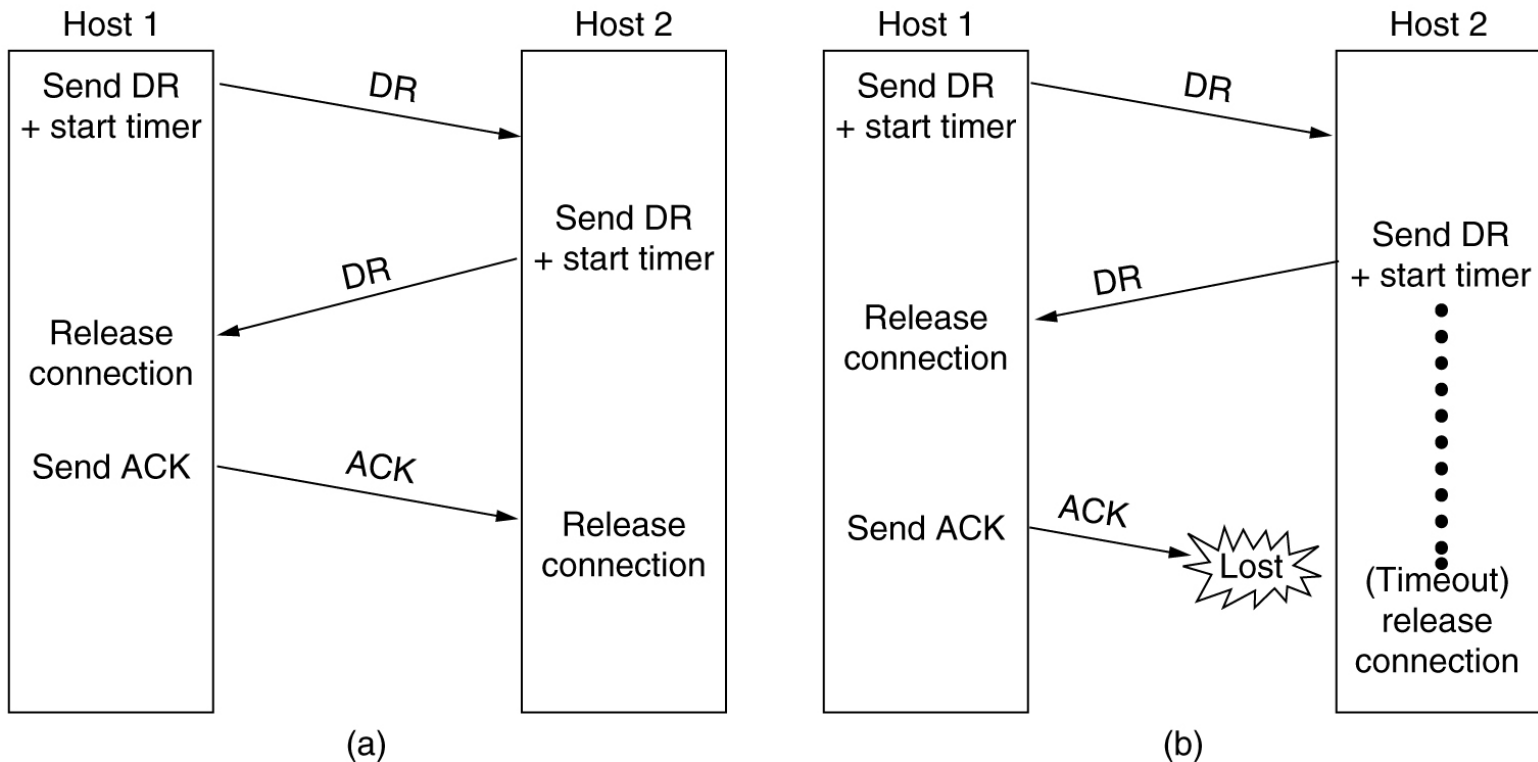 Host 1
Host 2
Send DR
+ start timer
DR
Send DR
+ start timer
DR
Release
connection
Send ACK
ACK
Release
connection
(a)
Host 1
Host 2
Send DR
+ start timer
DR
Send DR
+ start timer
DR
Release
connection
Send ACK
ACK
Lost
(Timeout)
release
connection
(b)